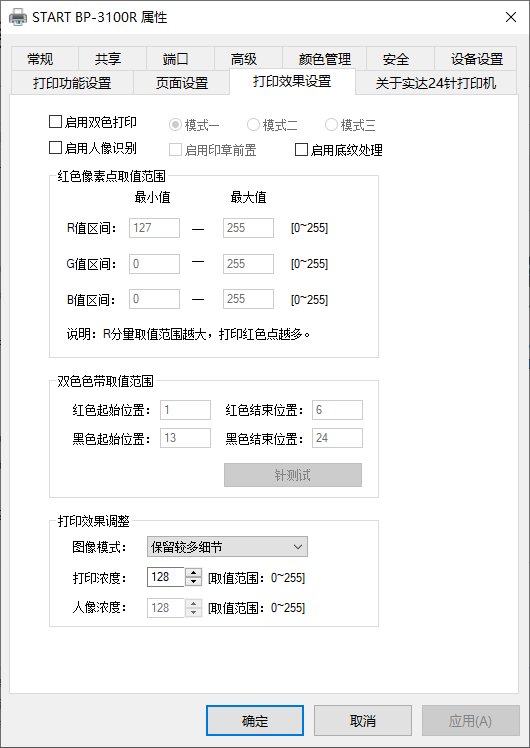 START BP-3100R 属性
常规 共享 端口 高级 颜色管理 安全 设备设置
打印功能设置 页面设置 打印效果设置 关于实达24针打印机
启用双色打印 模式一 模式二 模式三
启用人像识别 启用印章前置 启用底纹处理
红色像素点取值范围
最小值 最大值
R值区间： 127 — 255 [0~255]
G值区间： 0 — 255 [0~255]
B值区间： 0 — 255 [0~255]
说明：R分量取值范围越大，打印红色点越多。
双色色带取值范围
红色起始位置： 1 红色结束位置： 6
黑色起始位置： 13 黑色结束位置： 24
针测试
打印效果调整
图像模式： 保留较多细节
打印浓度： 128 [取值范围：0~255]
人像浓度： 128 [取值范围：0~255]
确定 取消 应用(A)